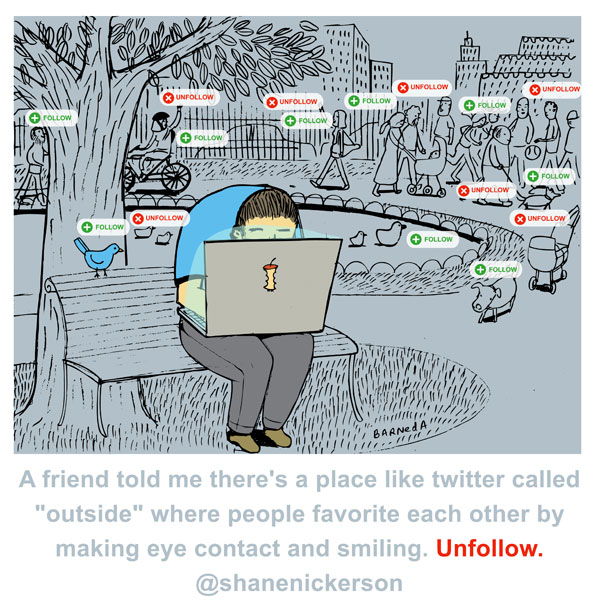 UNFOLLOW
UNFOLLOW
UNFOLLOW
UNFOLLOW
FOLLOW
FOLLOW
FOLLOW
FOLLOW
FOLLOW
FOLLOW
UNFOLLOW
UNFOLLOW
UNFOLLOW
FOLLOW
FOLLOW
FOLLOW
BARNEDA
A friend told me there's a place like twitter called
"outside" where people favorite each other by
making eye contact and smiling. Unfollow.
@shanenickerson